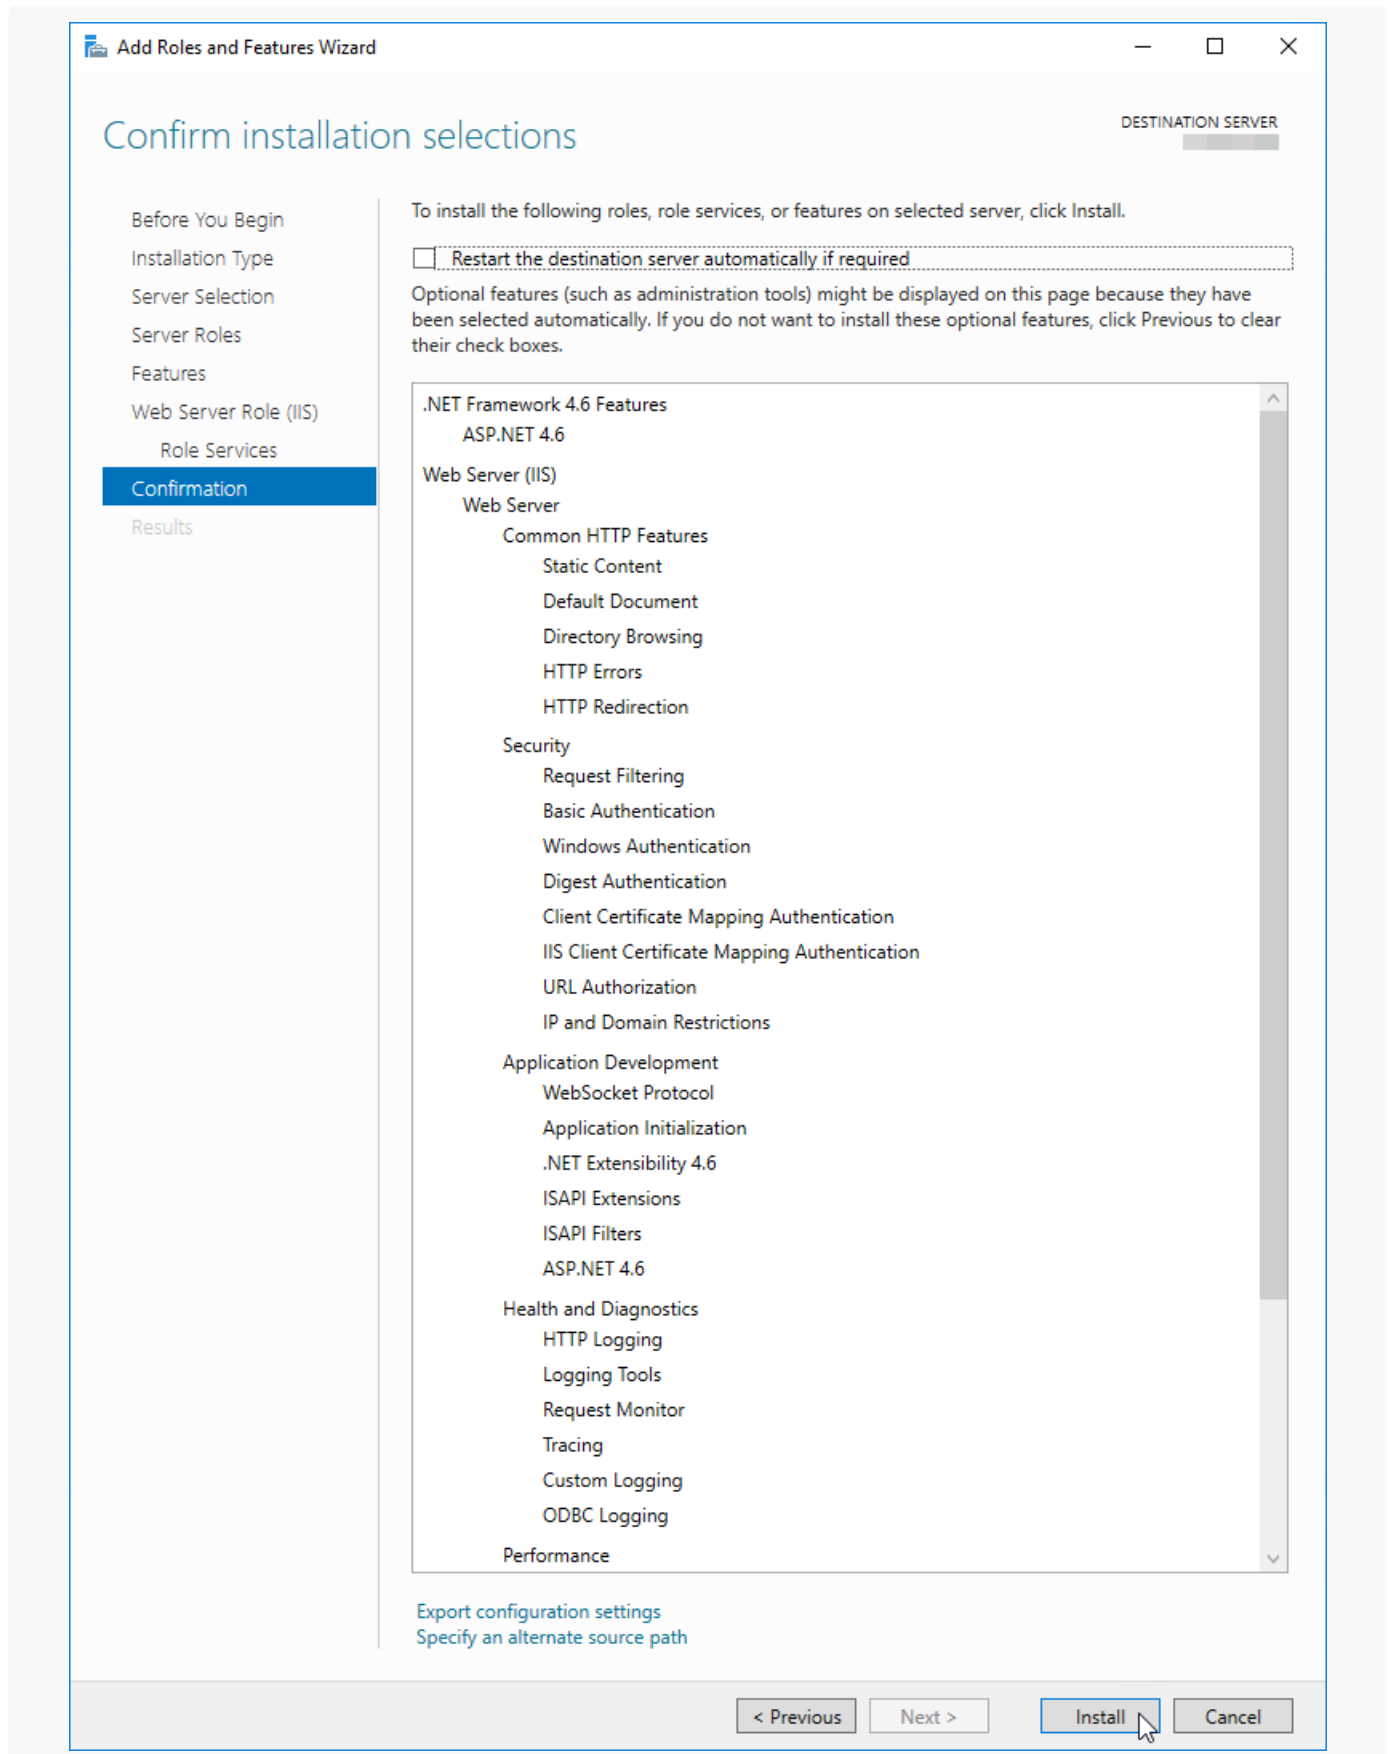 Add Roles and Features Wizard
Confirm installation selections
DESTINATION SERVER
Before You Begin
Installation Type
Server Selection
Server Roles
Features
Web Server Role (IIS)
Role Services
Confirmation
Results
To install the following roles, role services, or features on selected server, click Install.
Restart the destination server automatically if required
Optional features (such as administration tools) might be displayed on this page because they have
been selected automatically. If you do not want to install these optional features, click Previous to clear
their check boxes.
.NET Framework 4.6 Features
ASP.NET 4.6
Web Server (IIS)
Web Server
Common HTTP Features
Static Content
Default Document
Directory Browsing
HTTP Errors
HTTP Redirection
Security
Request Filtering
Basic Authentication
Windows Authentication
Digest Authentication
Client Certificate Mapping Authentication
IIS Client Certificate Mapping Authentication
URL Authorization
IP and Domain Restrictions
Application Development
WebSocket Protocol
Application Initialization
.NET Extensibility 4.6
ISAPI Extensions
ISAPI Filters
ASP.NET 4.6
Health and Diagnostics
HTTP Logging
Logging Tools
Request Monitor
Tracing
Custom Logging
ODBC Logging
Performance
Export configuration settings
Specify an alternate source path
< Previous
Next >
Install
Cancel